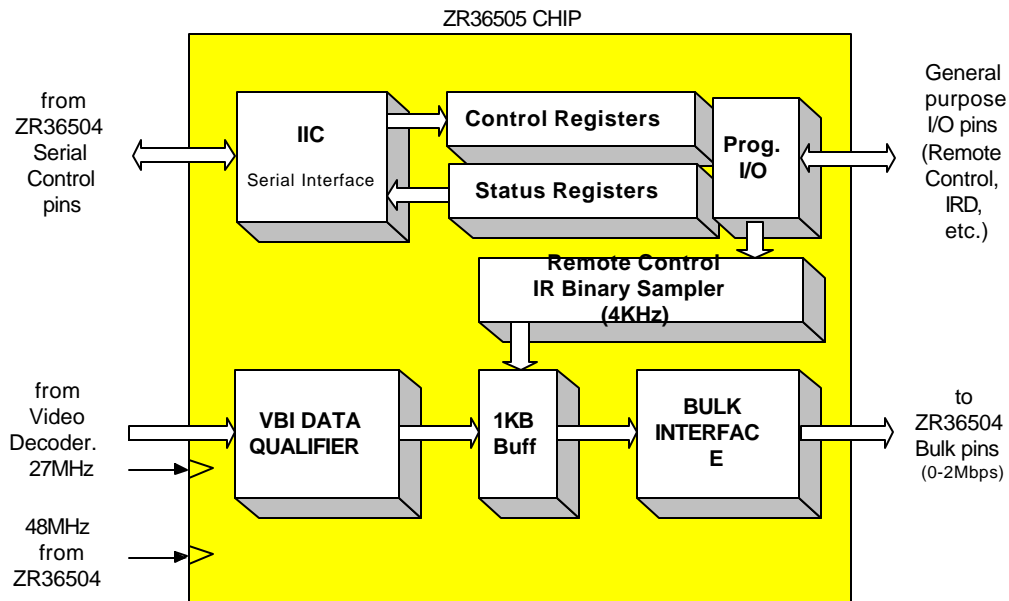 ZR36505 CHIP
from
ZR36504
Serial
Control
pins
IIC
Serial Interface
Control Registers
Status Registers
Prog.
I/O
General
purpose
I/O pins
(Remote
Control,
IRD,
etc.)
Remote Control
IR Binary Sampler
(4KHz)
from
Video
Decoder.
27MHz
48MHz
from
ZR36504
VBI DATA
QUALIFIER
1KB
Buff
BULK
INTERFAC
E
to
ZR36504
Bulk pins
(0-2Mbps)